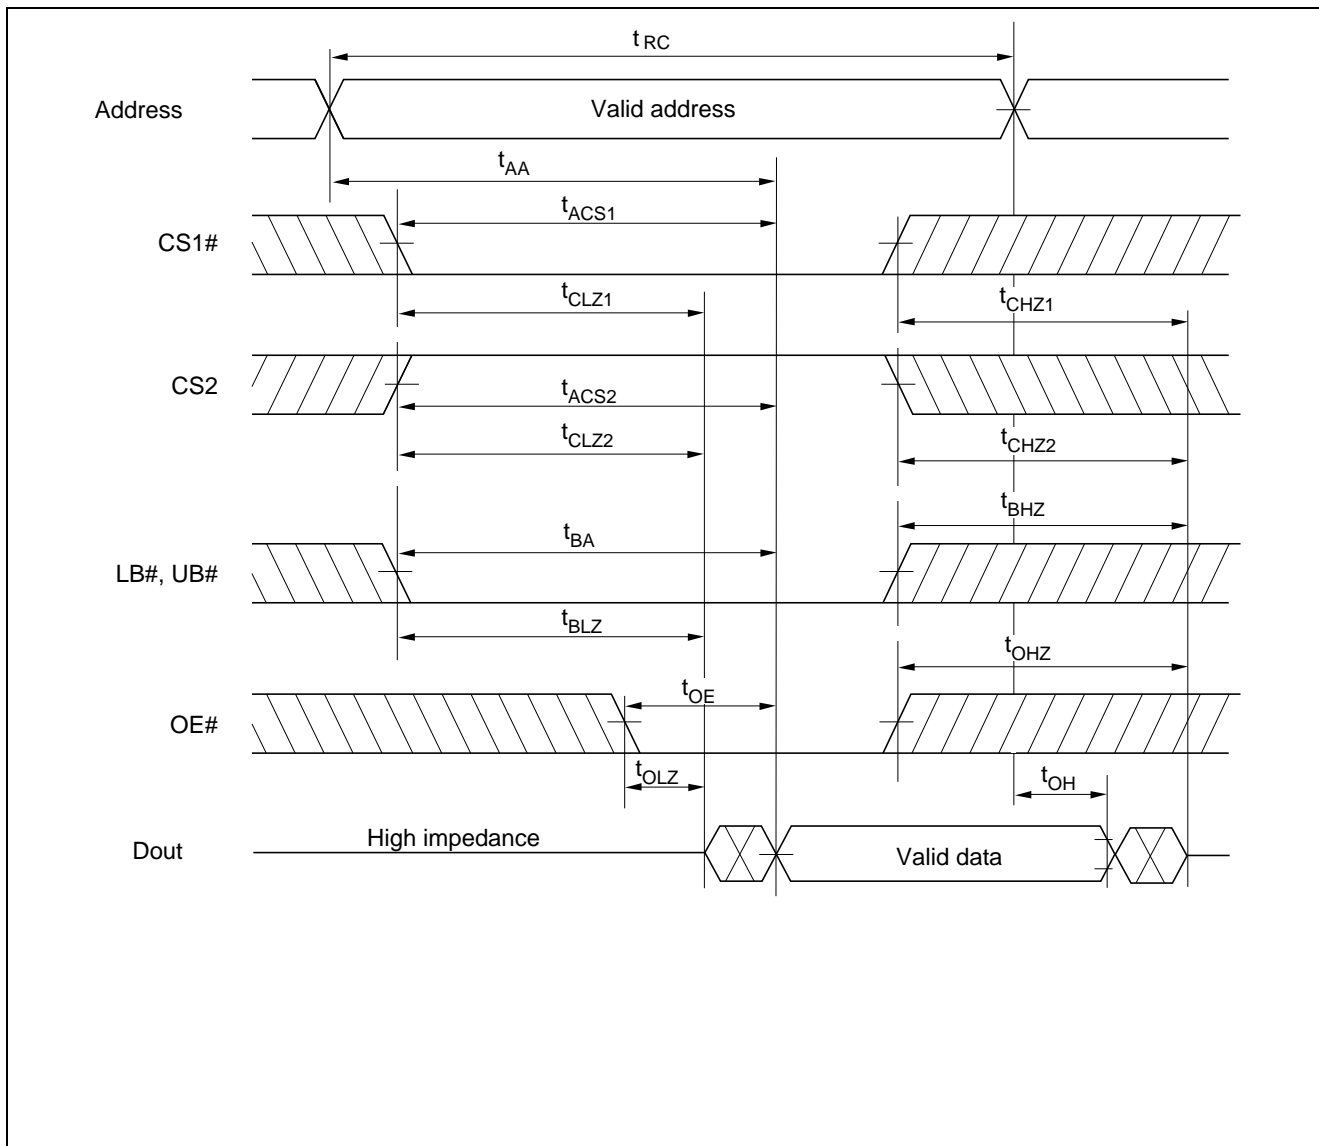 tRC
Address
Valid address
tAA
tACS1
CS1#
tCLZ1
tCHZ1
CS2
tACS2
tCLZ2
tCHZ2
tBHZ
tBA
LB#, UB#
tBLZ
tOHZ
tOE
OE#
tOLZ
tOH
High impedance
Dout
Valid data